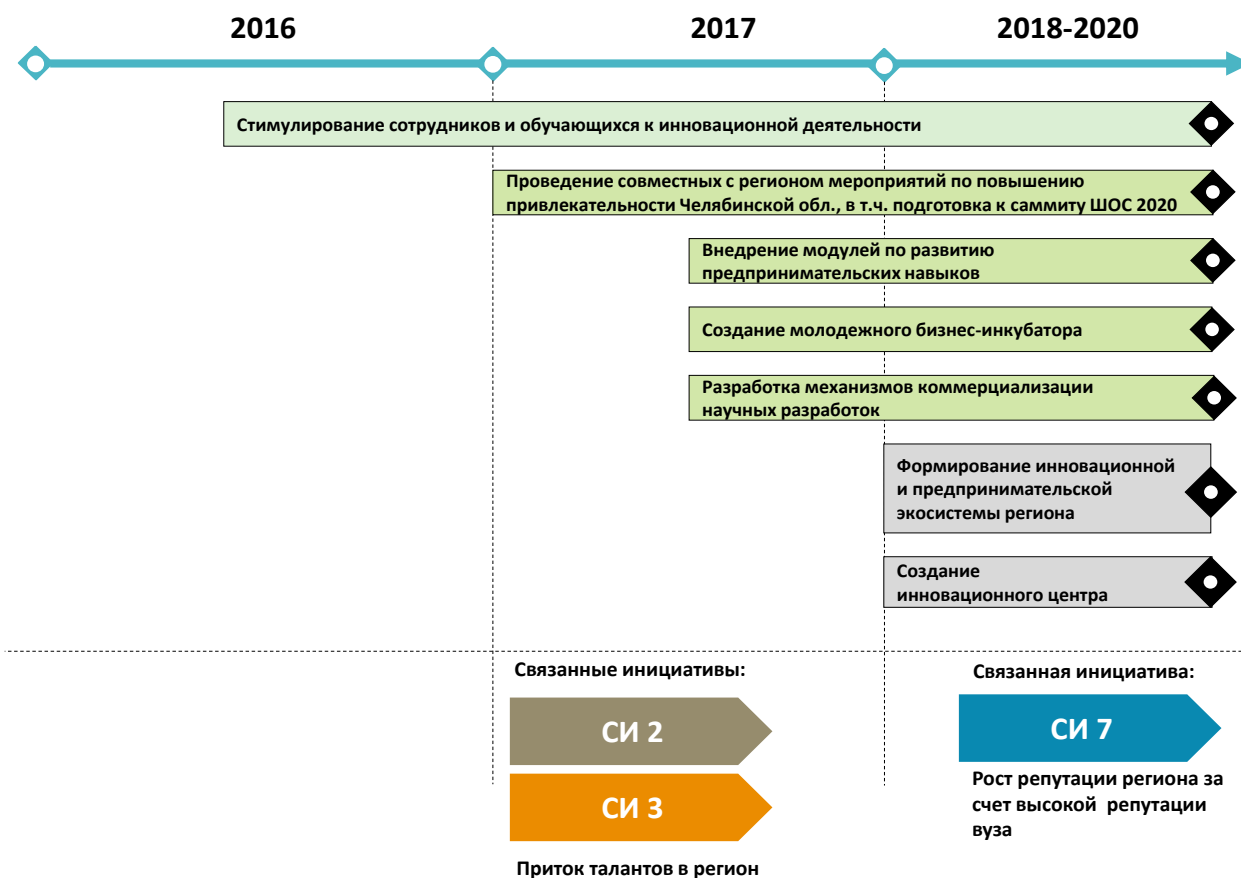 2016
2017
2018-2020
Стимулирование сотрудников и обучающихся к инновационной деятельности
Проведение совместных с регионом мероприятий по повышению
привлекательности Челябинской обл., в т.ч. подготовка к саммиту ШОС 2020
Внедрение модулей по развитию
предпринимательских навыков
Создание молодежного бизнес-инкубатора
Разработка механизмов коммерциализации
научных разработок
Формирование инновационной
и предпринимательской
экосистемы региона
Создание
инновационного центра
Связанные инициативы:
СИ 2
СИ 3
Приток талантов в регион
Связанная инициатива:
СИ 7
Рост репутации региона за
счет высокой репутации
вуза